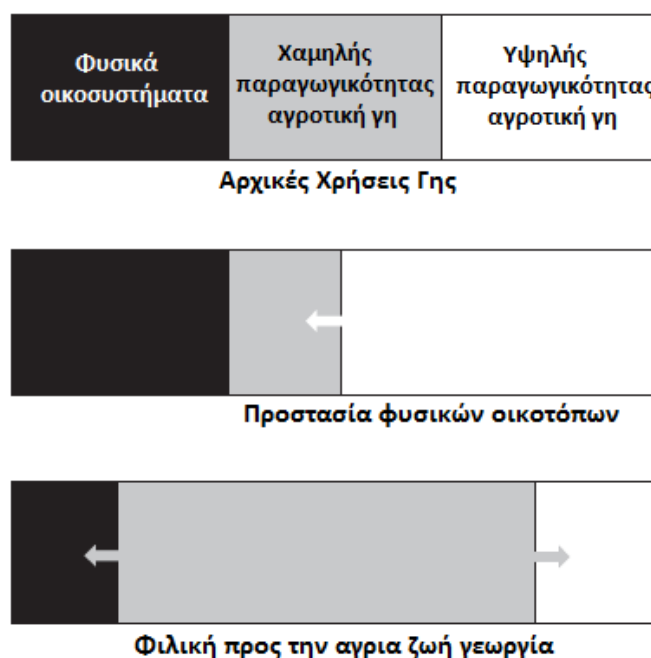 Φυσικά
οικοσυστήματα
Χαμηλής
παραγωγικότητας
αγροτική γη
Υψηλής
παραγωγικότητας
αγροτική γη
Αρχικές Χρήσεις Γης
Προστασία φυσικών οικοτόπων
Φιλική προς την αγρια ζωή γεωργία